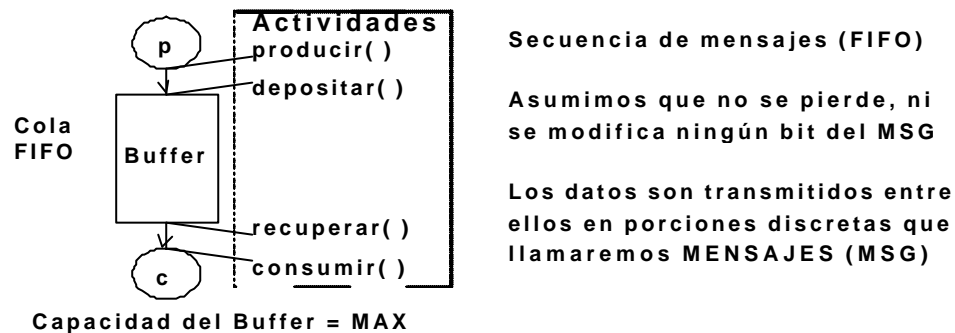 Actividades
p
producir( )
depositar( )
Cola
FIFO
Buffer
recuperar( )
consumir( )
c
Capacidad del Buffer = MAX
Secuencia de mensajes (FIFO)
Asumimos que no se pierde, ni
se modifica ningún bit del MSG
Los datos son transmitidos entre
ellos en porciones discretas que
llamaremos MENSAJES (MSG)